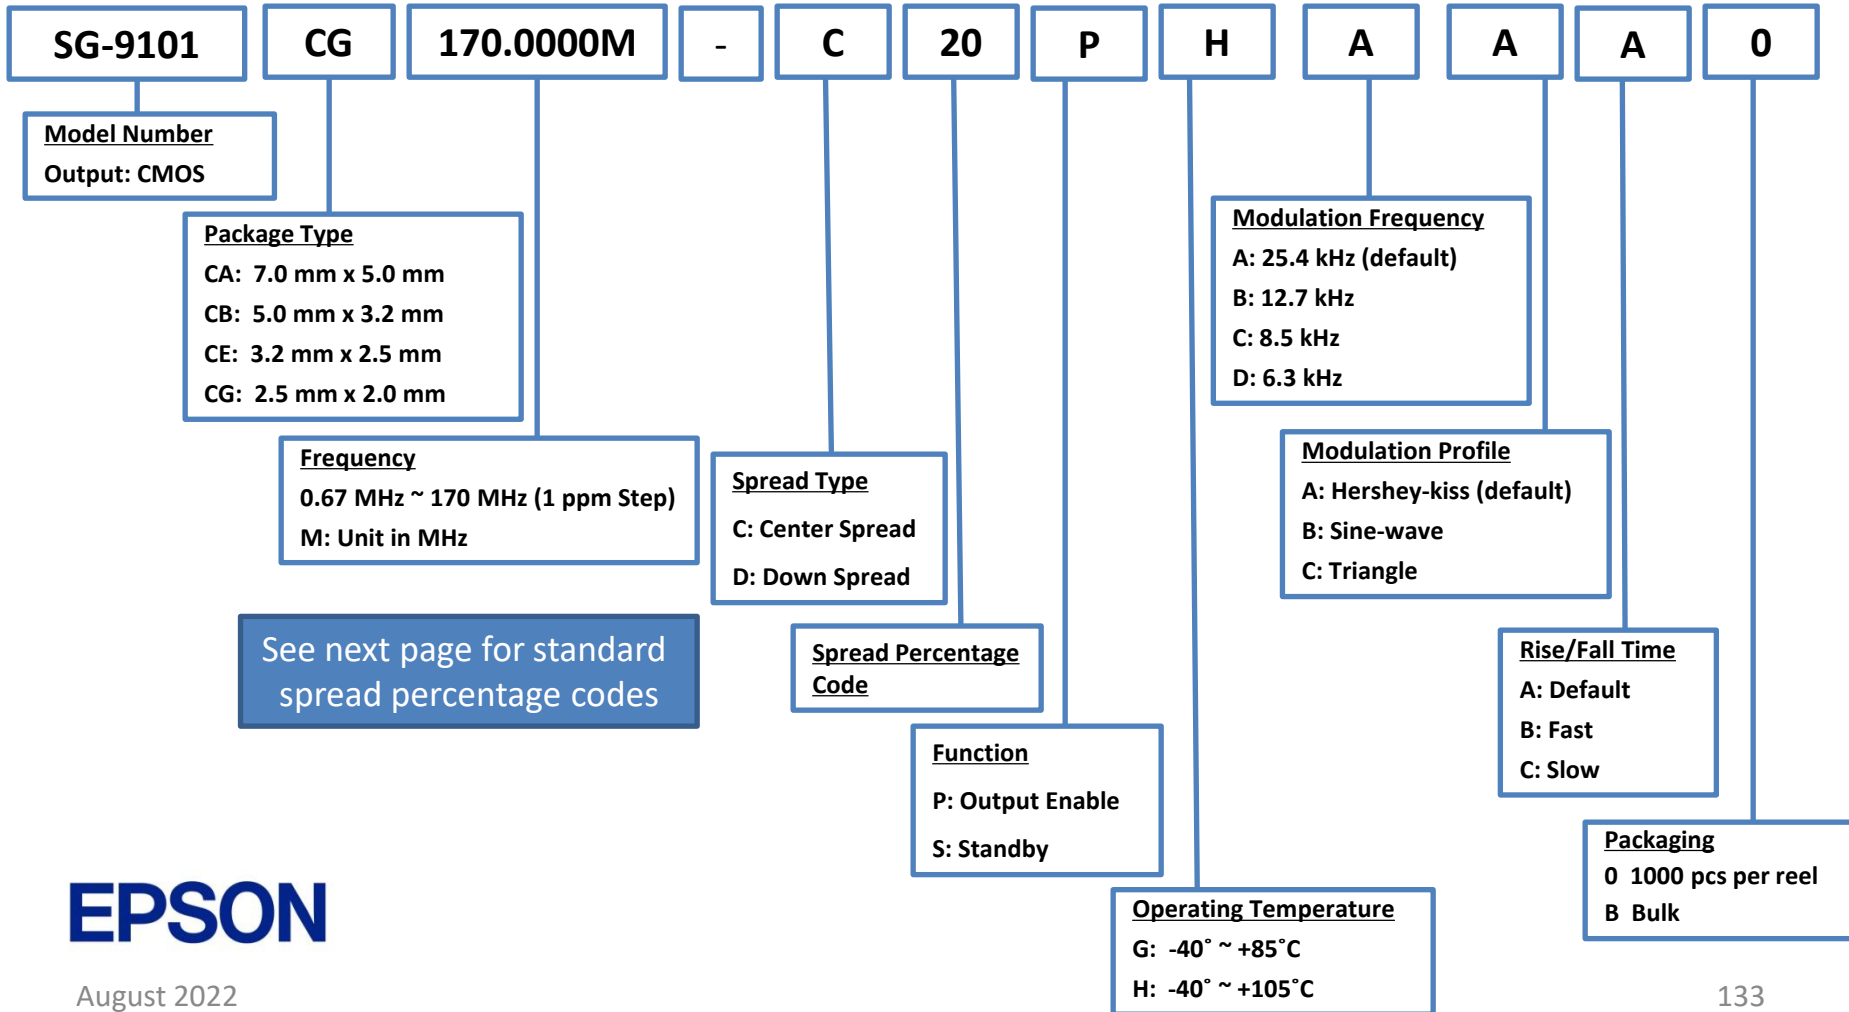 SG-9101 CG 170.0000M - C 20 P H A A A 0
Model Number
Output: CMOS
Package Type
CA: 7.0 mm x 5.0 mm
CB: 5.0 mm x 3.2 mm
CE: 3.2 mm x 2.5 mm
CG: 2.5 mm x 2.0 mm
Frequency
0.67 MHz ~ 170 MHz (1 ppm Step)
M: Unit in MHz
Spread Type
C: Center Spread
D: Down Spread
See next page for standard
spread percentage codes
Spread Percentage
Code
Function
P: Output Enable
S: Standby
Operating Temperature
G: -40˚ ~ +85˚C
H: -40˚ ~ +105˚C
Modulation Frequency
A: 25.4 kHz (default)
B: 12.7 kHz
C: 8.5 kHz
D: 6.3 kHz
Modulation Profile
A: Hershey-kiss (default)
B: Sine-wave
C: Triangle
Rise/Fall Time
A: Default
B: Fast
C: Slow
Packaging
0 1000 pcs per reel
B Bulk
EPSON
August 2022
133